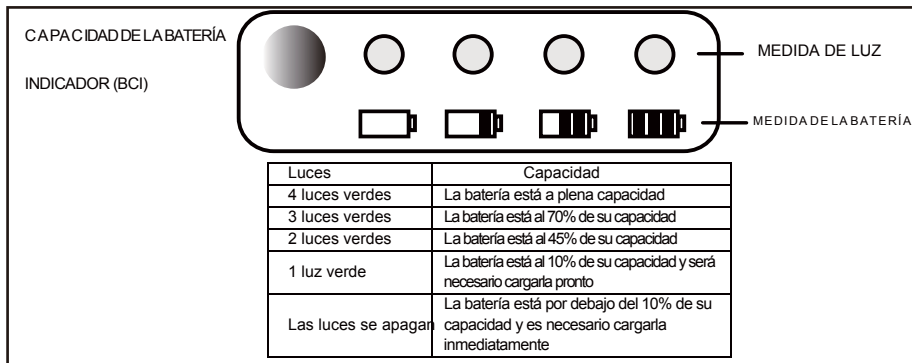 CAPACIDAD DE LA BATERÍA
INDICADOR (BCI)
MEDIDA DE LUZ
MEDIDA DE LA BATERÍA
Luces Capacidad
4 luces verdes La batería está a plena capacidad
3 luces verdes La batería está al 70% de su capacidad
2 luces verdes La batería está al 45% de su capacidad
1 luz verde La batería está al 10% de su capacidad y será
necesario cargarla pronto
Las luces se apagan La batería está por debajo del 10% de su
capacidad y es necesario cargarla
inmediatamente